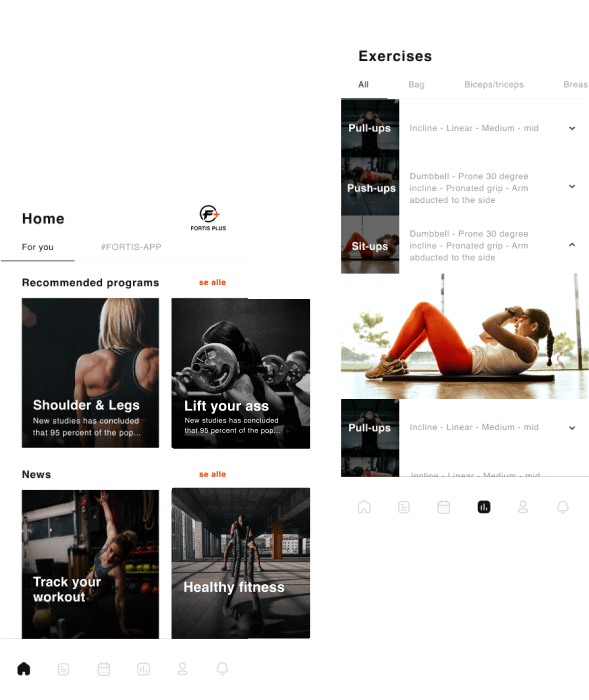 Home
FORTIS PLUS
For you
#FORTIS-APP
Recommended programs
se alle
Shoulder & Legs
New studies has concluded
that 95 percent of the pop...
Lift your ass
New studies has concluded
that 95 percent of the pop...
News
se alle
Track your
workout
Healthy fitness
Exercises
All
Bag
Biceps/triceps
Breas
Pull-ups
Incline - Linear - Medium - mid
Push-ups
Dumbbell - Prone 30 degree
incline - Pronated grip - Arm
abducted to the side
Sit-ups
Dumbbell - Prone 30 degree
incline - Pronated grip - Arm
abducted to the side
Pull-ups
Incline - Linear - Medium - mid
Incline - Linear - Medium - mid